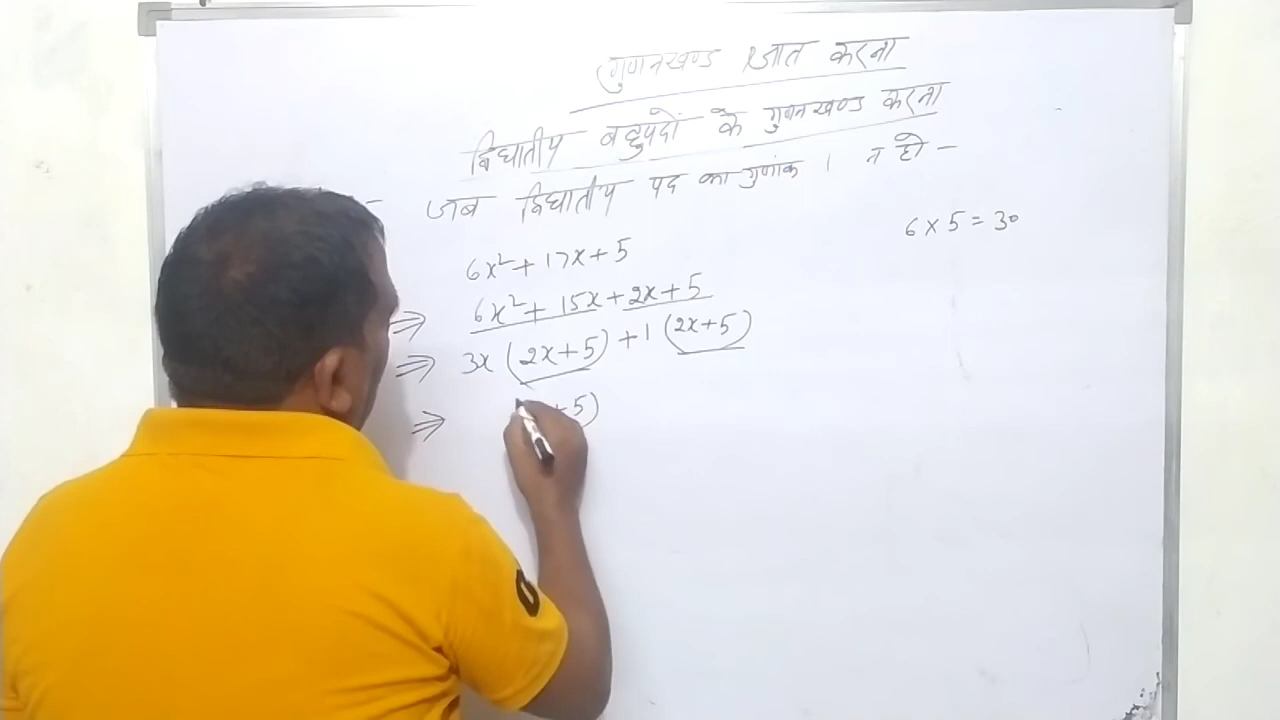 गुणनखण्ड ज्ञात करना
द्विघातीय बहुपदों के गुणनखण्ड करना
- जब द्विघातीय पद का गुणांक 1 न हो -
6 × 5 = 30
6x² + 17x + 5
⇒ 6x² + 15x + 2x + 5
⇒ 3x (2x + 5) + 1 (2x + 5)
⇒ + 5)